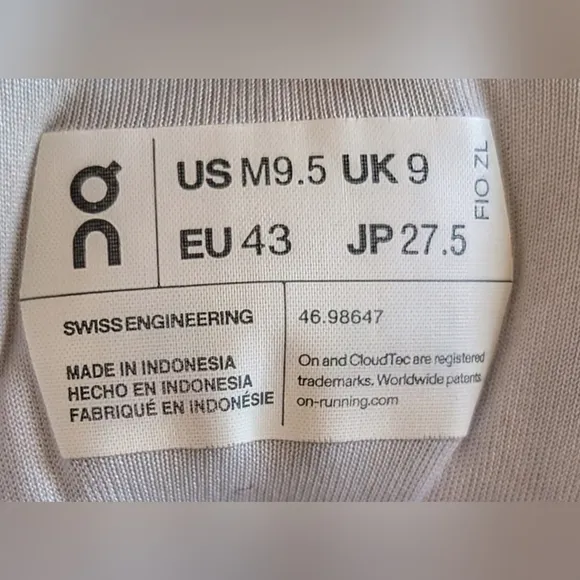 On
US M9.5 UK 9
EU 43 JP 27.5
FIO ZL
SWISS ENGINEERING
46.98647
MADE IN INDONESIA
HECHO EN INDONESIA
FABRIQUÉ EN INDONÉSIE
On and CloudTec are registered
trademarks. Worldwide patents
on-running.com